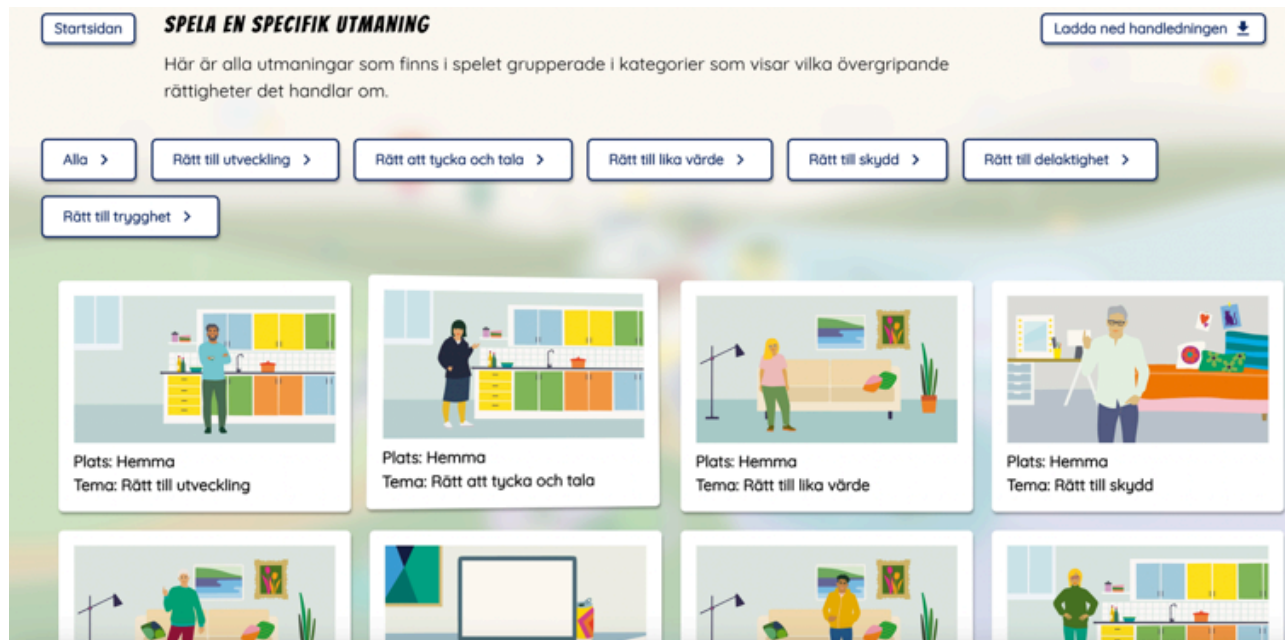 Startsidan
SPELA EN SPECIFIK UTMANING
Ladda ned handledningen
Här är alla utmaningar som finns i spelet grupperade i kategorier som visar vilka övergripande
rättigheter det handlar om.
Alla
Rätt till utveckling
Rätt att tycka och tala
Rätt till lika värde
Rätt till skydd
Rätt till delaktighet
Rätt till trygghet
Plats: Hemma
Tema: Rätt till utveckling
Plats: Hemma
Tema: Rätt att tycka och tala
Plats: Hemma
Tema: Rätt till lika värde
Plats: Hemma
Tema: Rätt till skydd